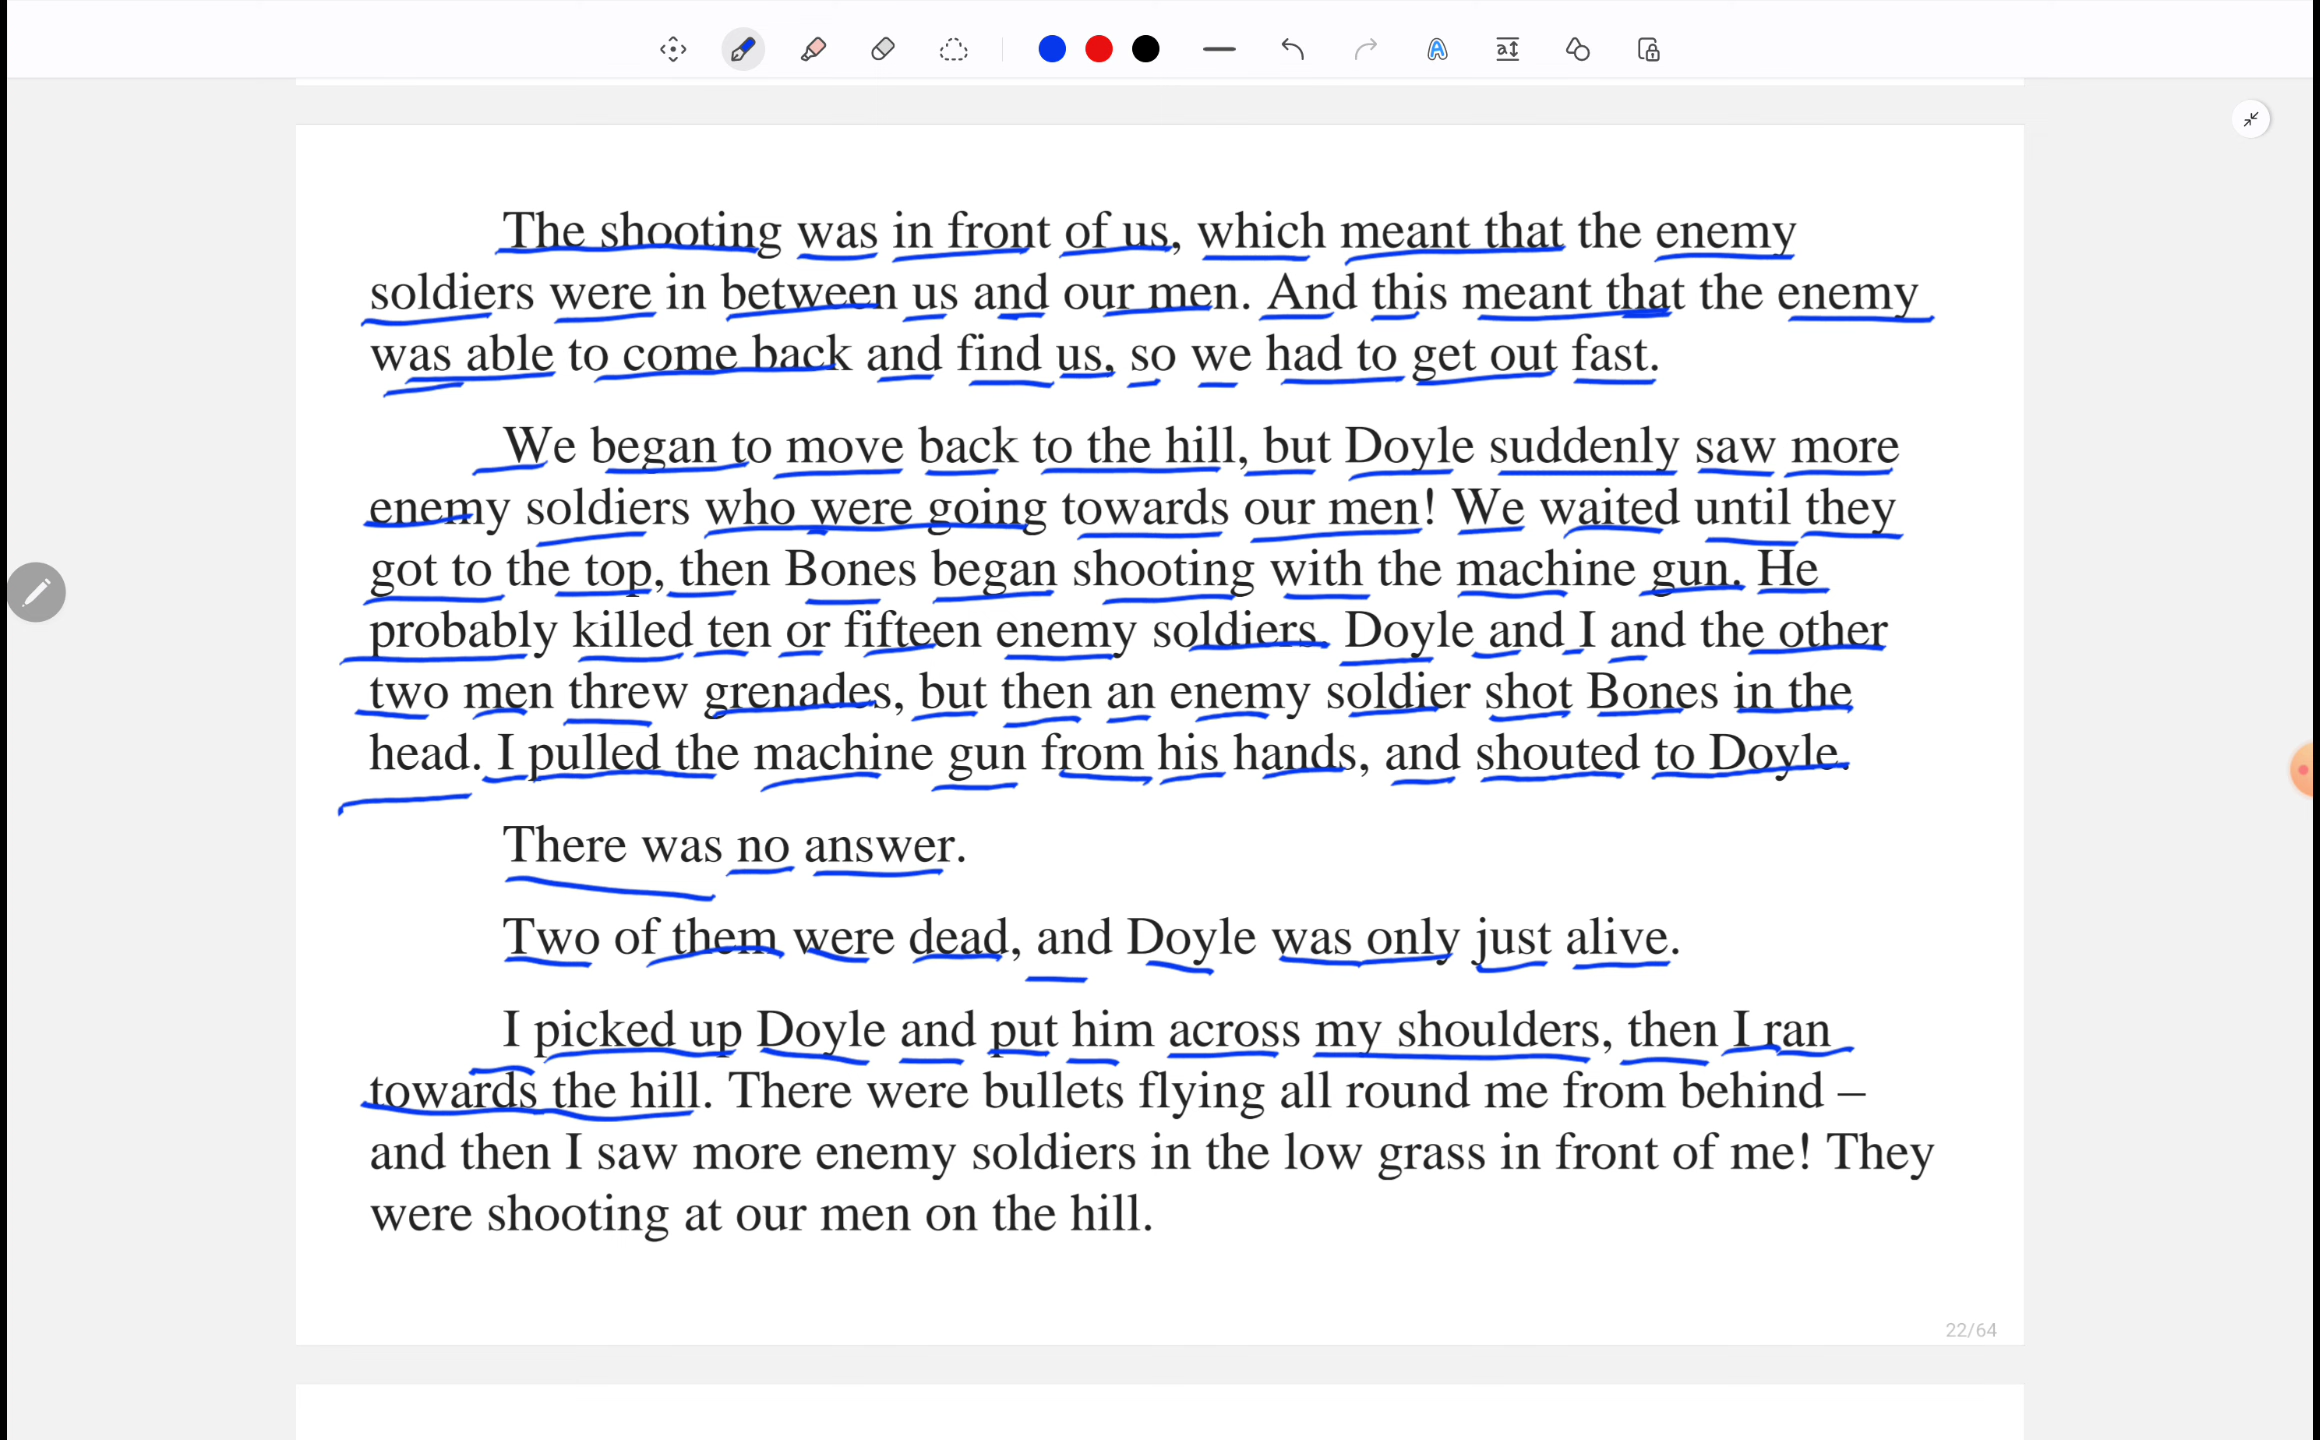 The shooting was in front of us, which meant that the enemy
soldiers were in between us and our men. And this meant that the enemy
was able to come back and find us, so we had to get out fast.
We began to move back to the hill, but Doyle suddenly saw more
enemy soldiers who were going towards our men! We waited until they
got to the top, then Bones began shooting with the machine gun. He
probably killed ten or fifteen enemy soldiers. Doyle and I and the other
two men threw grenades, but then an enemy soldier shot Bones in the
head. I pulled the machine gun from his hands, and shouted to Doyle.
There was no answer.
Two of them were dead, and Doyle was only just alive.
I picked up Doyle and put him across my shoulders, then I ran
towards the hill. There were bullets flying all round me from behind –
and then I saw more enemy soldiers in the low grass in front of me! They
were shooting at our men on the hill.
22/64